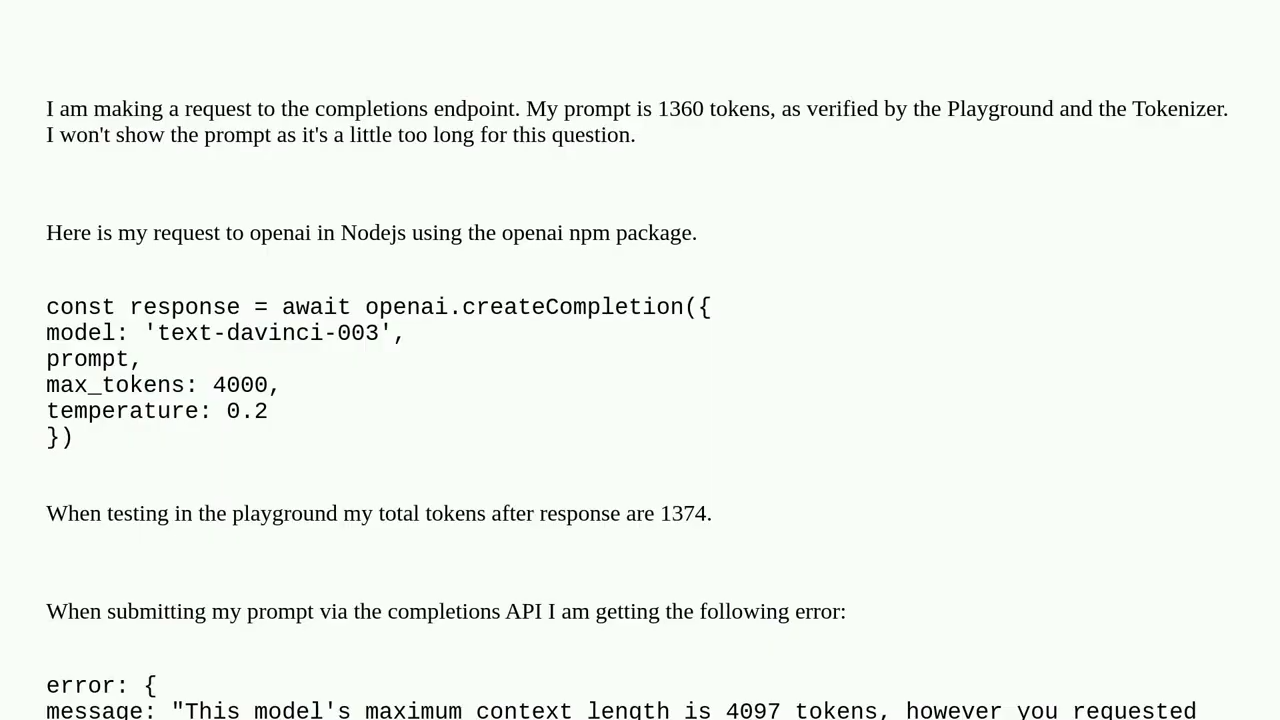 I am making a request to the completions endpoint. My prompt is 1360 tokens, as verified by the Playground and the Tokenizer.
I won't show the prompt as it's a little too long for this question.
Here is my request to openai in Nodejs using the openai npm package.
const response = await openai.createCompletion({
model: 'text-davinci-003',
prompt,
max_tokens: 4000,
temperature: 0.2
})
When testing in the playground my total tokens after response are 1374.
When submitting my prompt via the completions API I am getting the following error:
error: {
message: "This model's maximum context length is 4097 tokens, however you requested